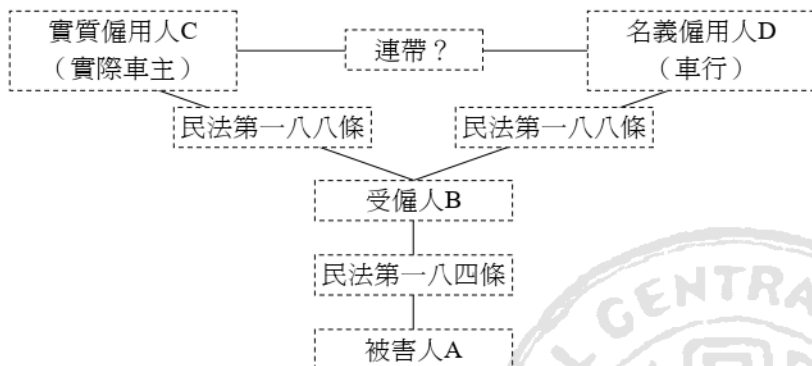 實質僱用人C
（實際車主）
連帶？
名義僱用人D
（車行）
民法第一八八條
民法第一八八條
受僱人B
民法第一八四條
被害人A
CENTRA